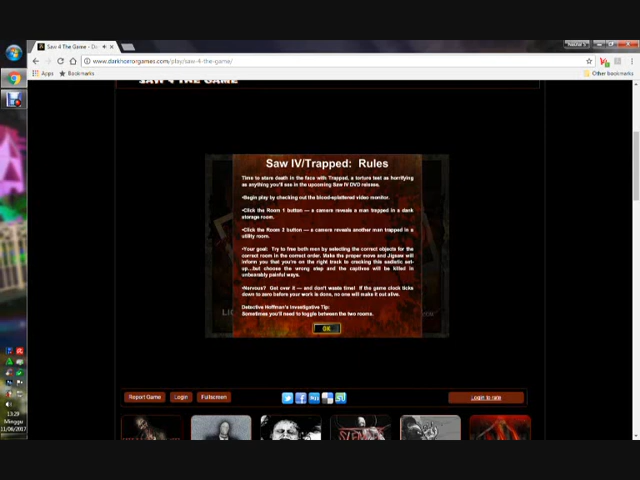 Saw 4 The Game - Da
www.darkhorrorgames.com/play/saw-4-the-game/
Apps Bookmarks Other bookmarks
SAW 4 THE GAME
Saw IV/Trapped: Rules
Time to stare death in the face with Trapped, a torture test as horrifying
as anything you'll see in the upcoming Saw IV DVD release.
•Begin play by checking out the blood-splattered video monitor.
•Click the Room 1 button — a camera reveals a man trapped in a dank
storage room.
•Click the Room 2 button — a camera reveals another man trapped in a
utility room.
•Your goal: Try to free both men by selecting the correct objects for the
correct room in the correct order. Make the proper move and Jigsaw will
inform you that you're on the right track to cracking this sadistic set-
up...but choose the wrong step and the captives will be killed in
unbearably painful ways.
•Nervous? Get over it — and don't waste time! If the game clock ticks
down to zero before your work is done, no one will make it out alive.
Detective Hoffman's Investigative Tip:
Sometimes you'll need to toggle between the two rooms.
OK
Report Game Login Fullscreen Login to rate
13:29
Minggu
11/06/2017